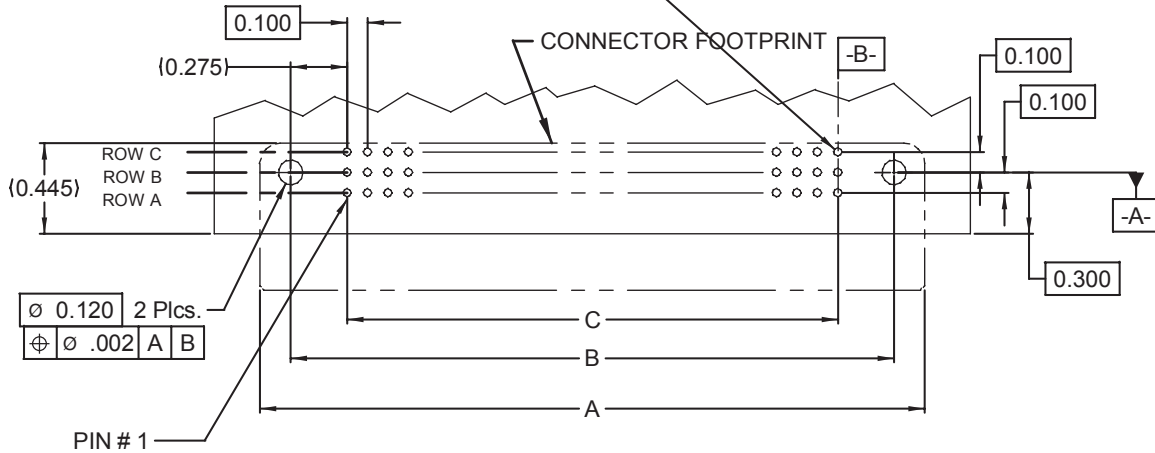 0.100
CONNECTOR FOOTPRINT
-B-
0.100
(0.275)
0.100
ROW C
ROW B
ROW A
(0.445)
-A-
0.300
Ø 0.120 2 Plcs.
⌖ Ø .002 A B
C
B
A
PIN # 1